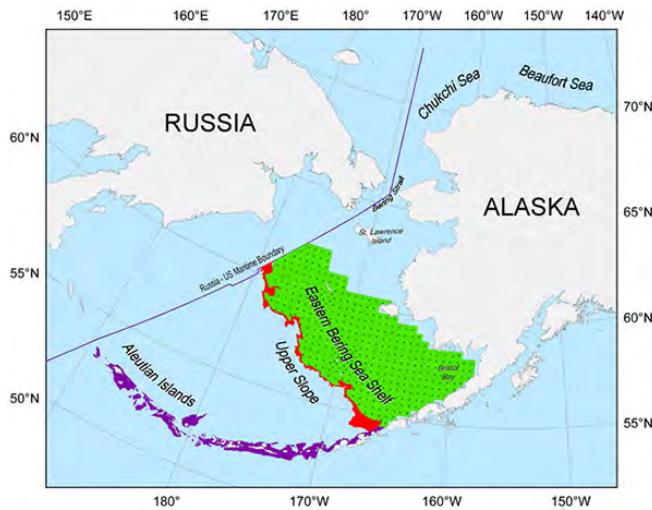 150°E 160°E 170°E 180° 170°W 160°W 150°W 140°W
Chukchi Sea
Beaufort Sea
70°N
RUSSIA
60°N
Bering Strait
ALASKA
65°N
St. Lawrence
Island
Russia - US Maritime Boundary
55°N
Eastern Bering Sea Shelf
60°N
Upper Slope
Aleutian Islands
Bristol
Bay
50°N
55°N
180° 170°W 160°W 150°W